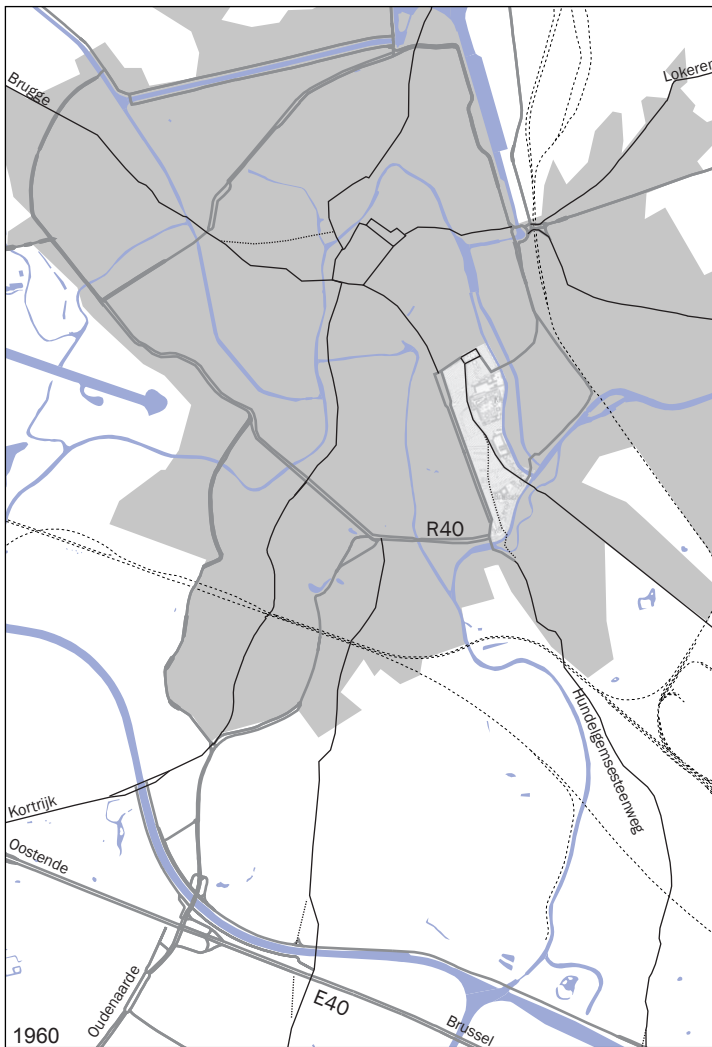 Brugge
Lokeren
R40
Hundelgemsesteenweg
Kortrijk
Oostende
Oudenaarde
E40
Brussel
1960